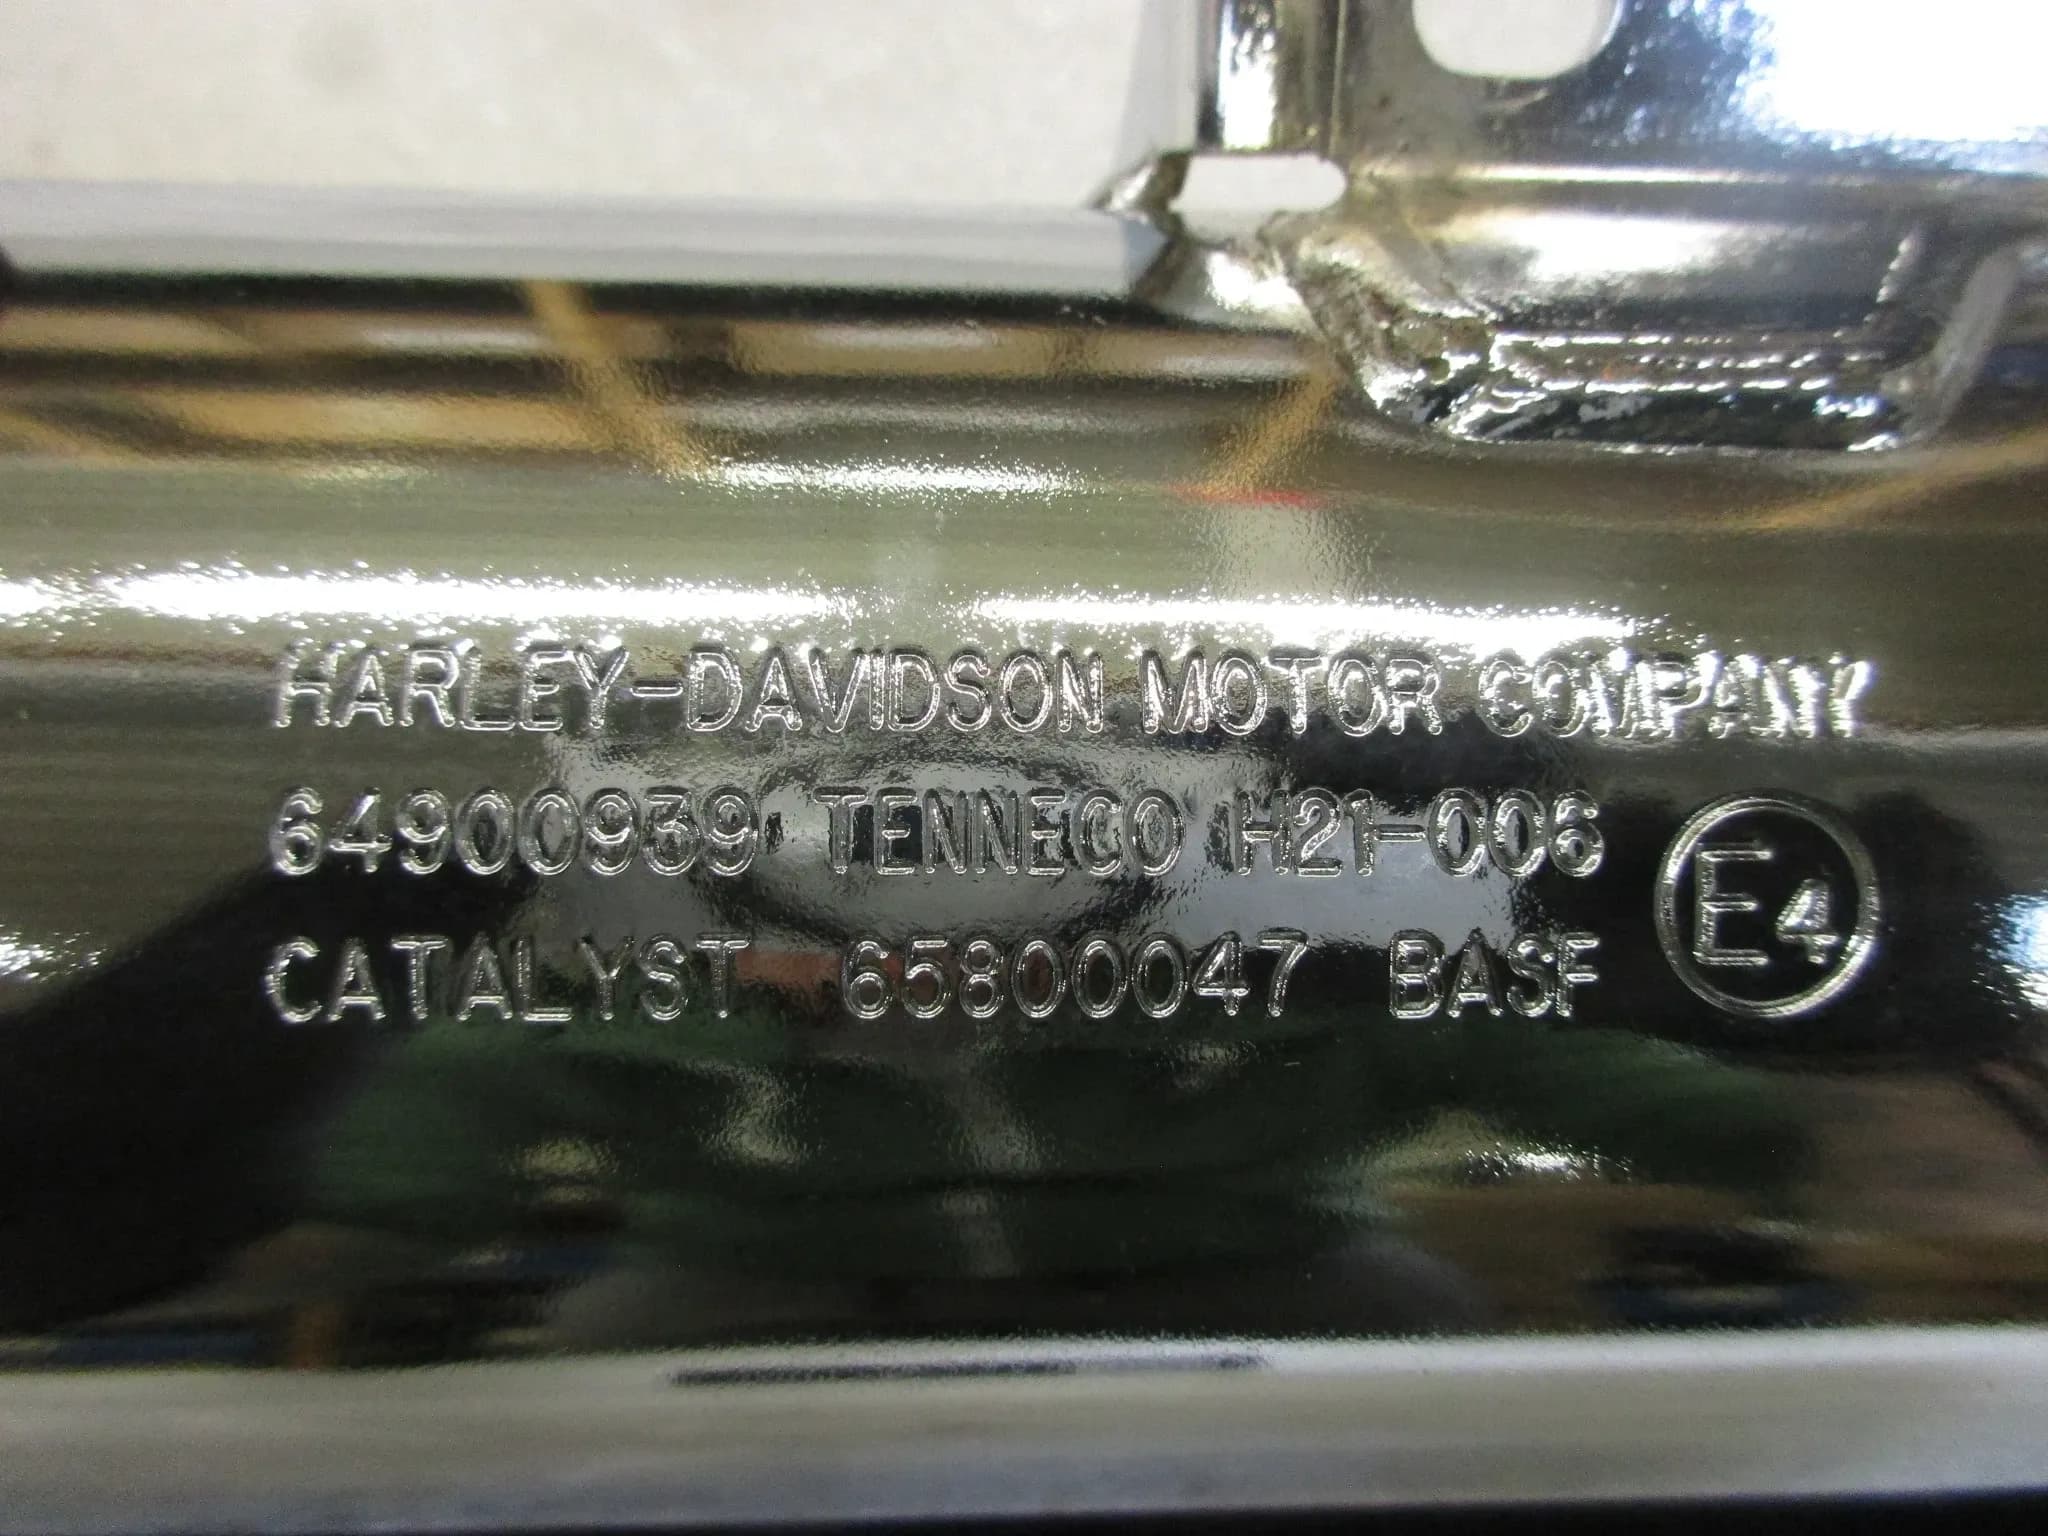 HARLEY-DAVIDSON MOTOR COMPANY
64900939 TENNECO H21-006
CATALYST 65800047 BASF
E4